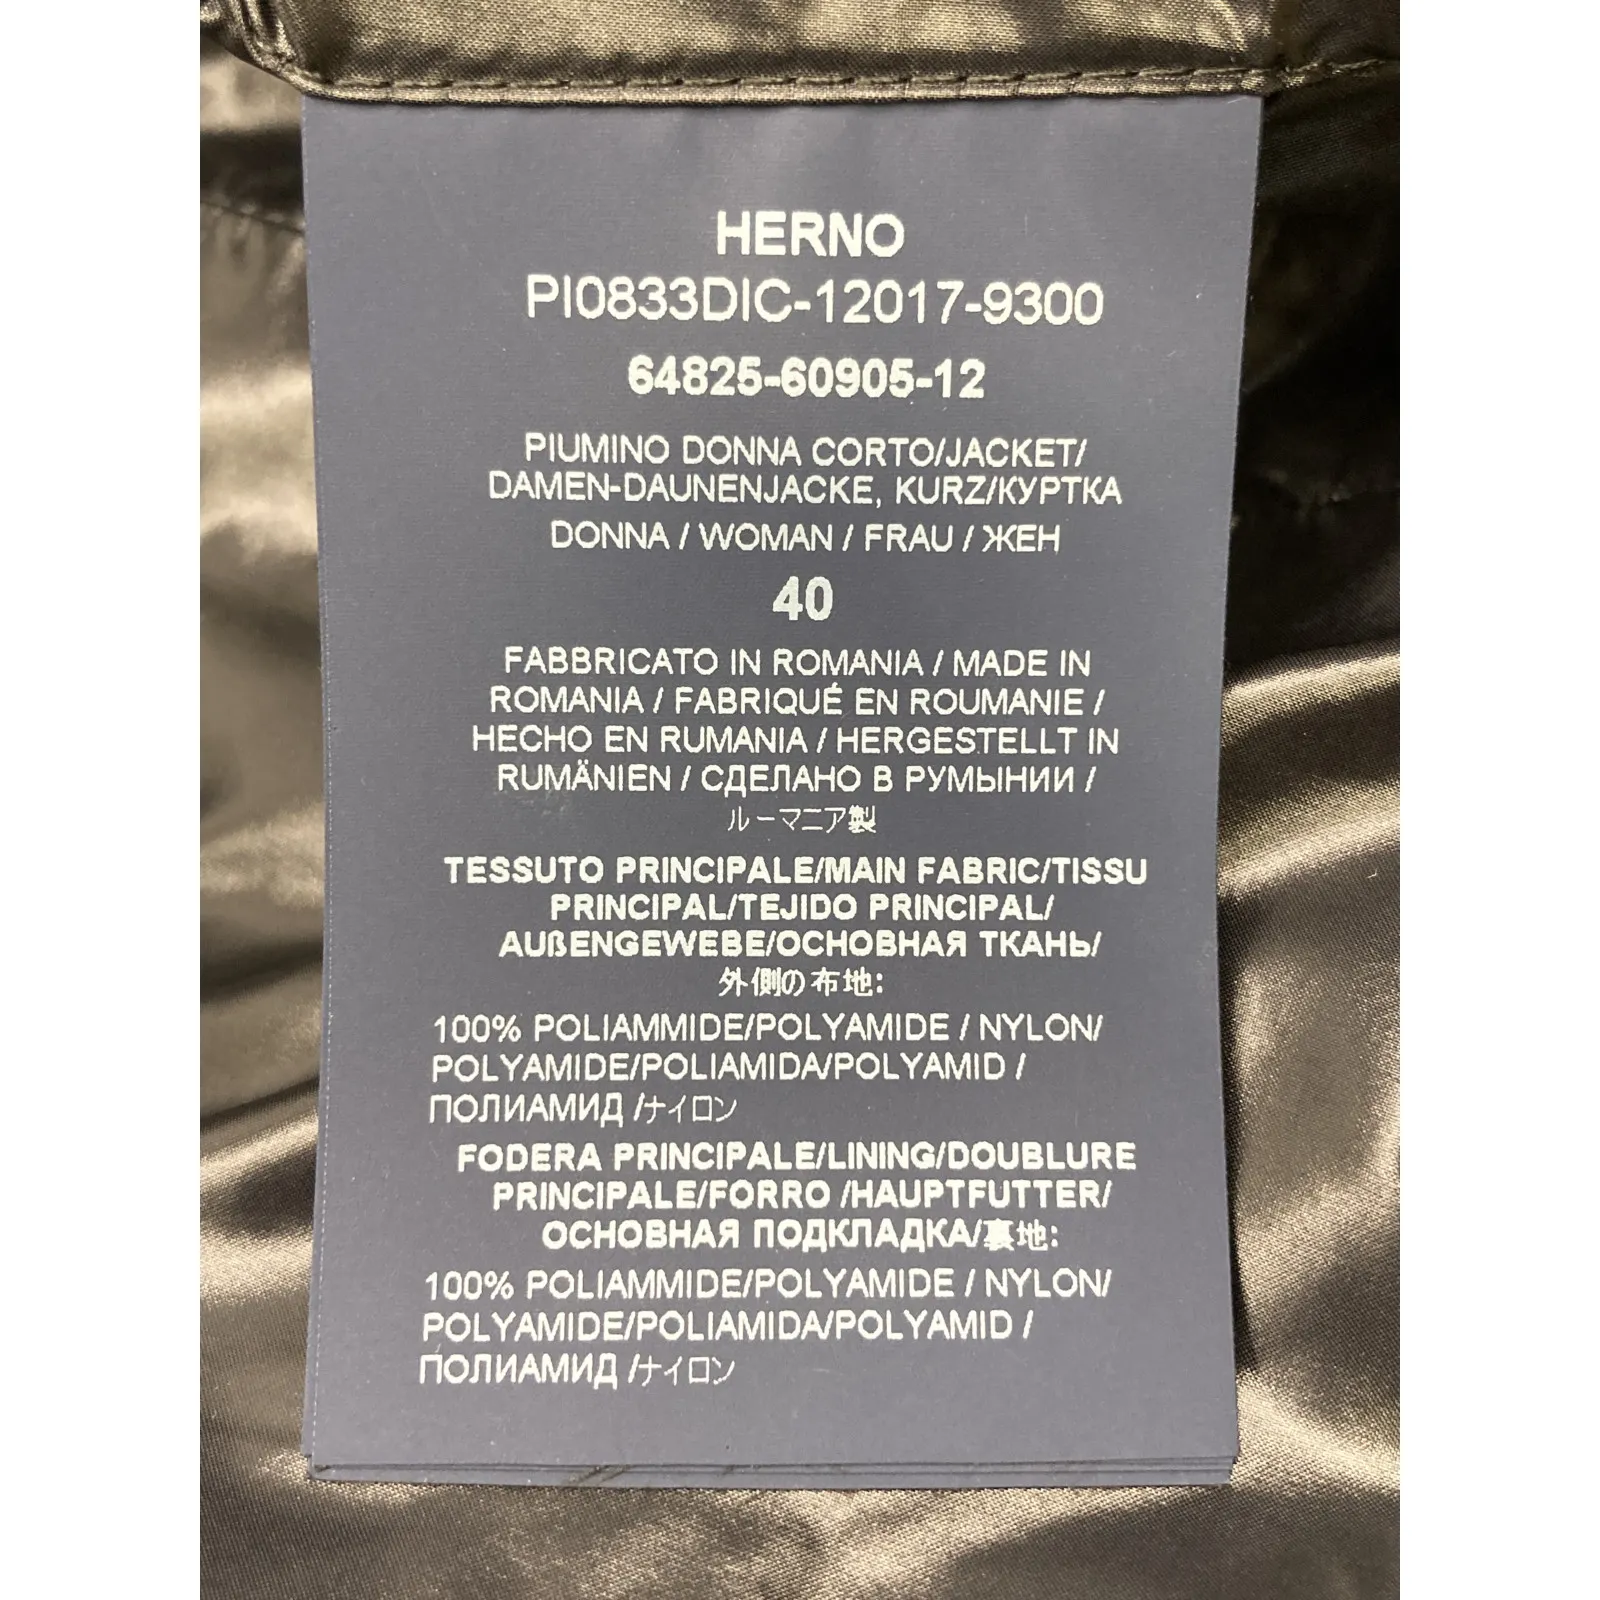 HERNO
PI0833DIC-12017-9300
64825-60905-12
PIUMINO DONNA CORTO/JACKET/
DAMEN-DAUNENJACKE, KURZ/КУРТКА
DONNA / WOMAN / FRAU / ЖЕН
40
FABBRICATO IN ROMANIA / MADE IN
ROMANIA / FABRIQUÉ EN ROUMANIE /
HECHO EN RUMANIA / HERGESTELLT IN
RUMÄNIEN / СДЕЛАНО В РУМЫНИИ /
ルーマニア製
TESSUTO PRINCIPALE/MAIN FABRIC/TISSU
PRINCIPAL/TEJIDO PRINCIPAL/
AUßENGEWEBE/ОСНОВНАЯ ТКАНЬ/
外側の布地:
100% POLIAMMIDE/POLYAMIDE / NYLON/
POLYAMIDE/POLIAMIDA/POLYAMID /
ПОЛИАМИД /ナイロン
FODERA PRINCIPALE/LINING/DOUBLURE
PRINCIPALE/FORRO /HAUPTFUTTER/
ОСНОВНАЯ ПОДКЛАДКА/裏地:
100% POLIAMMIDE/POLYAMIDE / NYLON/
POLYAMIDE/POLIAMIDA/POLYAMID /
ПОЛИАМИД /ナイロン